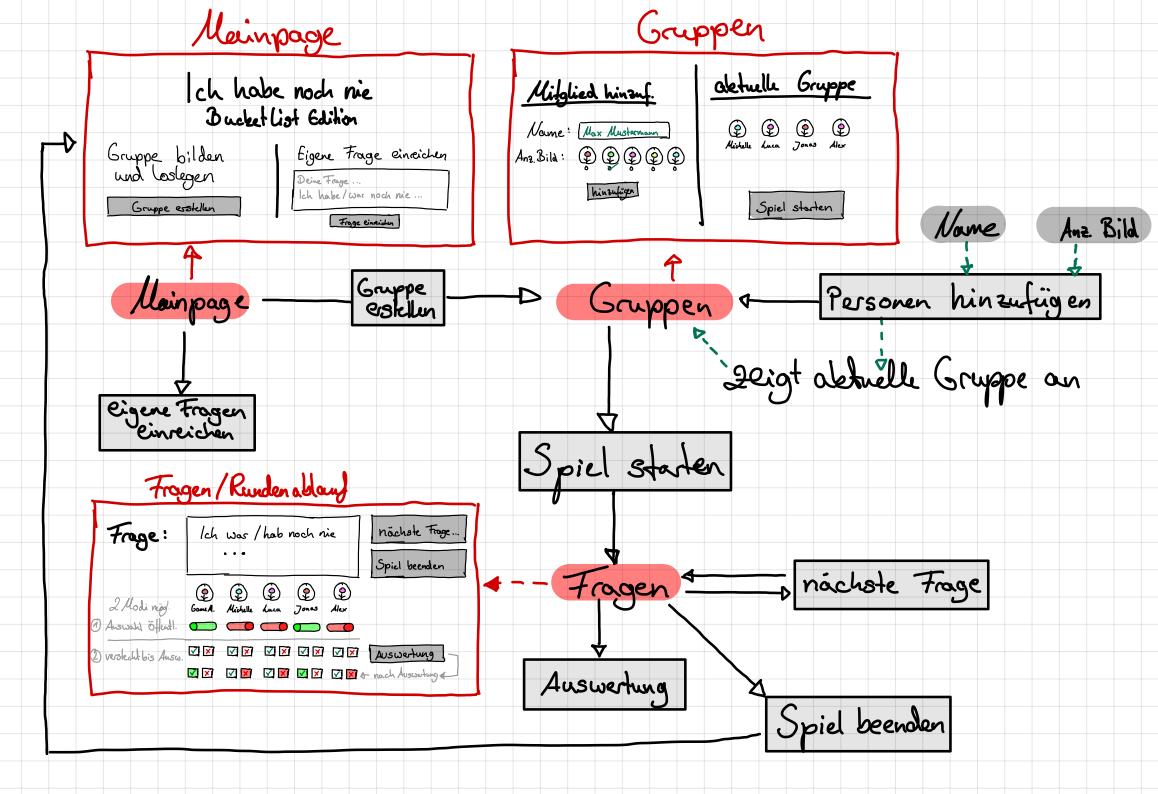 Mainpage
Ich habe noch nie
Bucketlist Edition
Gruppe bilden
und loslegen
Gruppe erstellen
Eigene Frage einreichen
Deine Frage...
Ich habe/war noch nie ...
Frage einreichen
Gruppen
Mitglied hinzuf.
Name:
Max Mustermann
Anz.Bild:
hinzufügen
aktuelle Gruppe
Michelle
Luca
Jonas
Alex
Spiel starten
Name
Anz. Bild
Mainpage
Gruppe
erstellen
Gruppen
Personen hinzufügen
zeigt aktuelle Gruppe an
eigene Fragen
einreichen
Spiel starten
Fragen/Rundenablauf
Frage:
Ich war /hab noch nie
...
nächste Frage...
Spiel beenden
Michelle
Luca
Jonas
Alex
2 Modi mögl.
① Auswahl öffentl.
② versteckt bis Ausw.
Auswertung
nach Auswertung
Fragen
nächste Frage
Auswertung
Spiel beenden